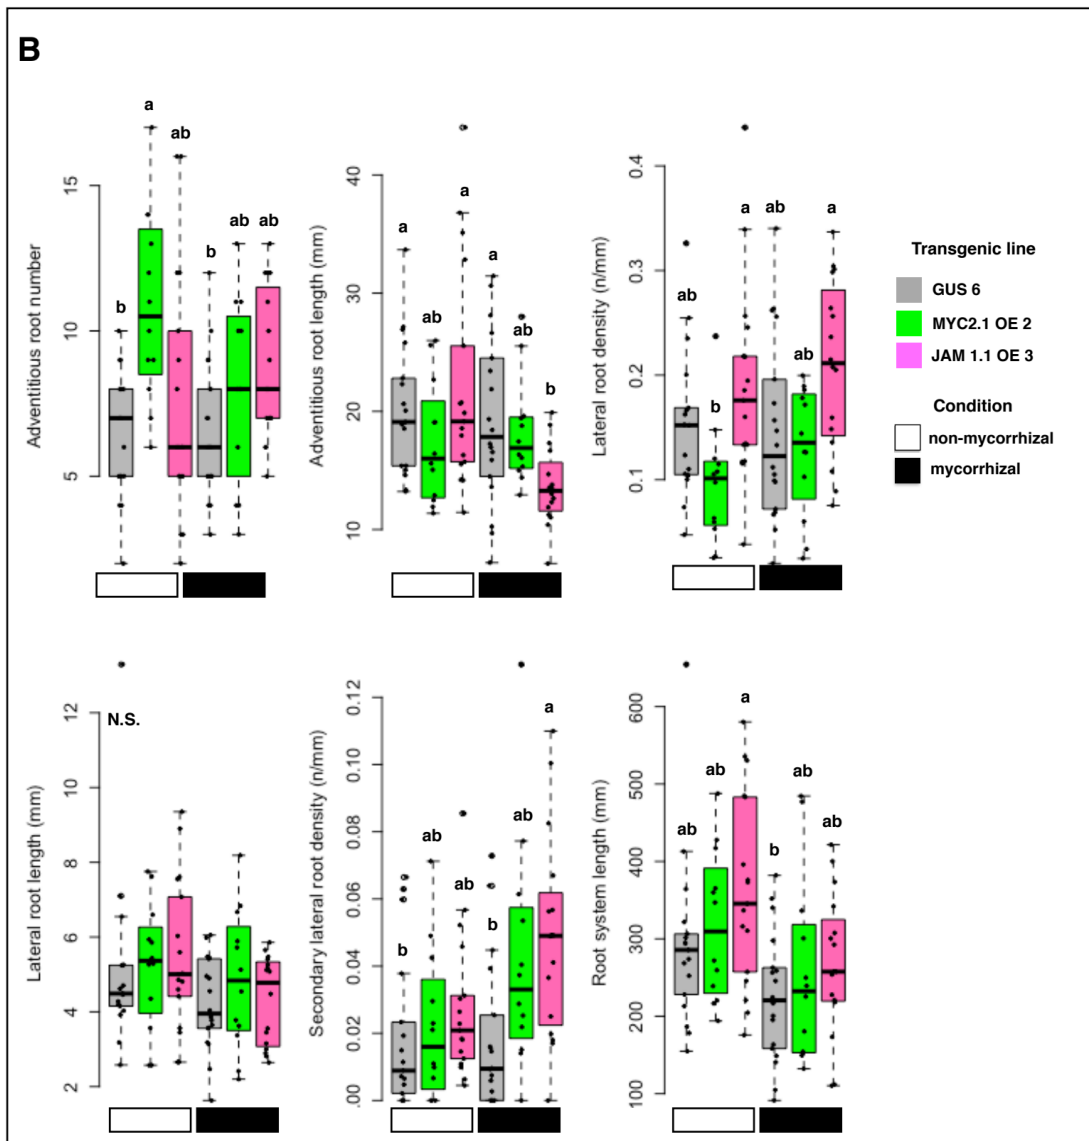 B
Adventitious root number
15
10
5
b
a
ab
b
ab
ab
Adventitious root length (mm)
40
30
20
10
a
ab
a
a
ab
b
Lateral root density (n/mm)
0.4
0.3
0.2
0.1
ab
b
a
ab
ab
a
Transgenic line
GUS 6
MYC2.1 OE 2
JAM 1.1 OE 3
Condition
non-mycorrhizal
mycorrhizal
Lateral root length (mm)
12
10
8
6
4
2
N.S.
Secondary lateral root density (n/mm)
0.12
0.10
0.08
0.06
0.04
0.02
.00
b
ab
ab
b
ab
a
Root system length (mm)
600
500
400
300
200
100
ab
ab
a
b
ab
ab